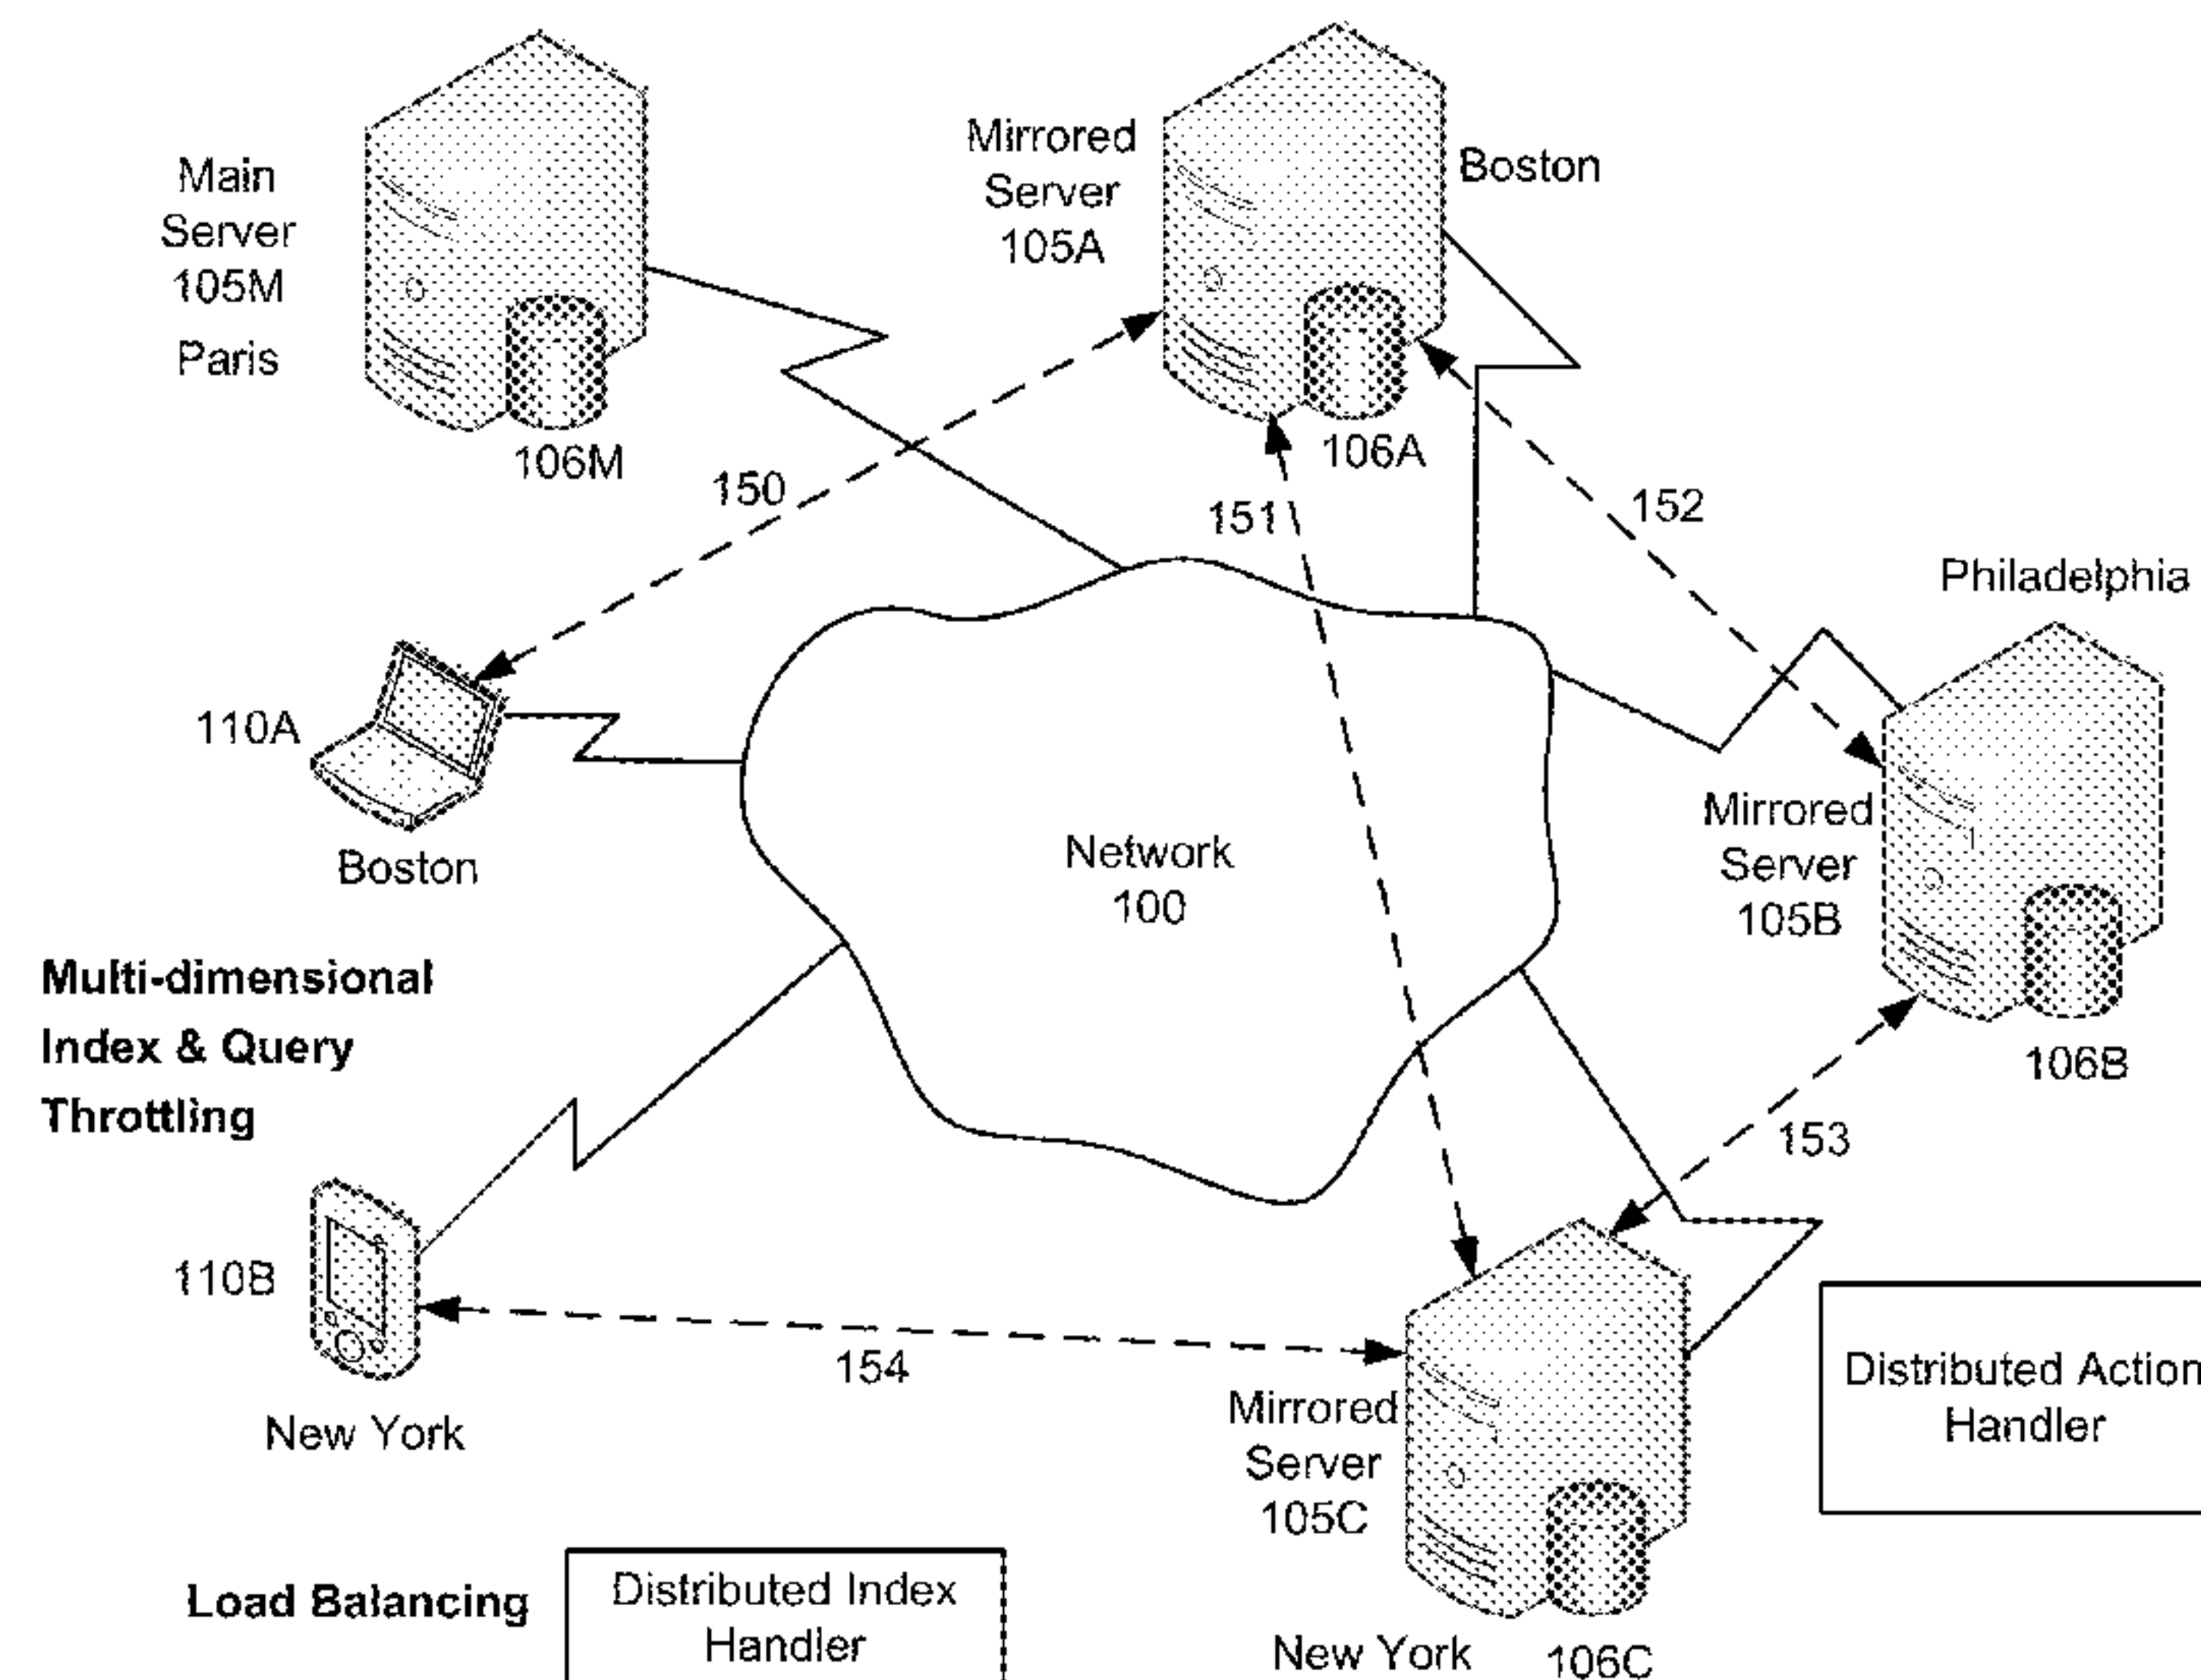 Main
Server
105M
Paris
106M
Mirrored
Server
105A
Boston
106A
150
151
152
Philadelphia
110A
Boston
Network
100
Mirrored
Server
105B
106B
Multi-dimensional
Index & Query
Throttling
153
110B
New York
154
Mirrored
Server
105C
Distributed Action
Handler
Load Balancing
Distributed Index
Handler
New York
106C